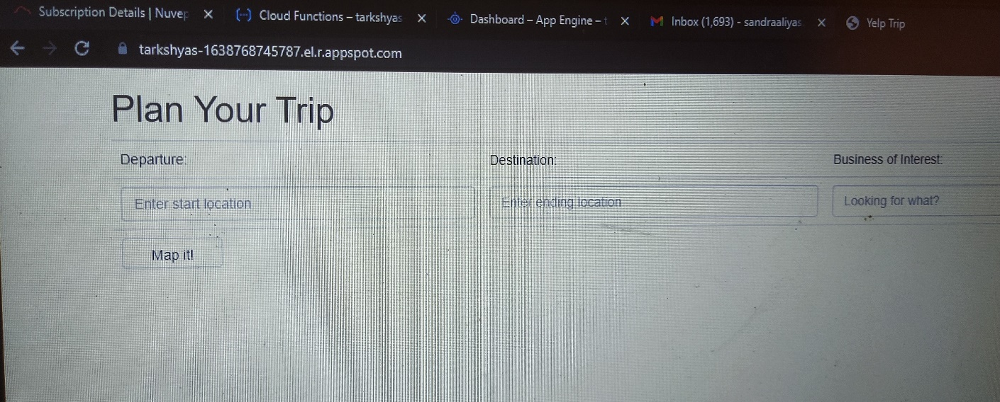 Subscription Details | Nuvep
Cloud Functions – tarkshyas
Dashboard – App Engine – t
Inbox (1,693) - sandraaliyas
Yelp Trip
tarkshyas-1638768745787.el.r.appspot.com
Plan Your Trip
Departure:
Destination:
Business of Interest:
Enter start location
Enter ending location
Looking for what?
Map it!